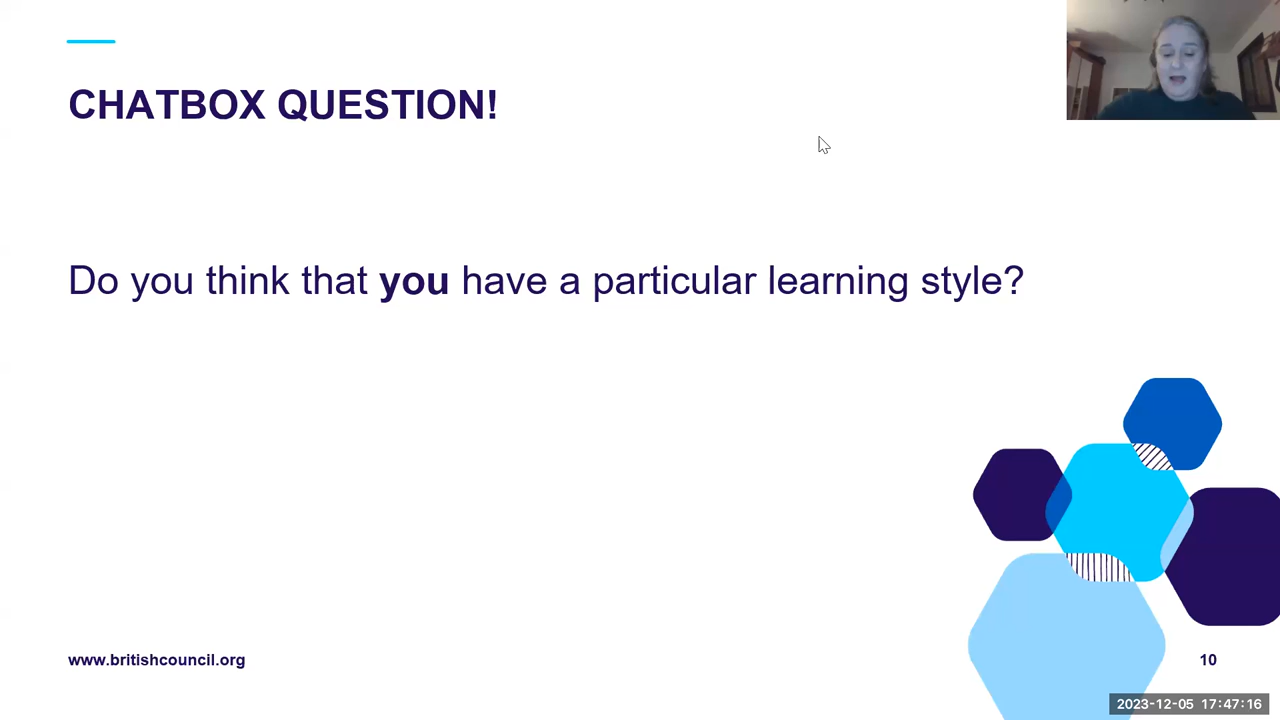 CHATBOX QUESTION!
Do you think that you have a particular learning style?
www.britishcouncil.org
10
2023-12-05 17:47:16